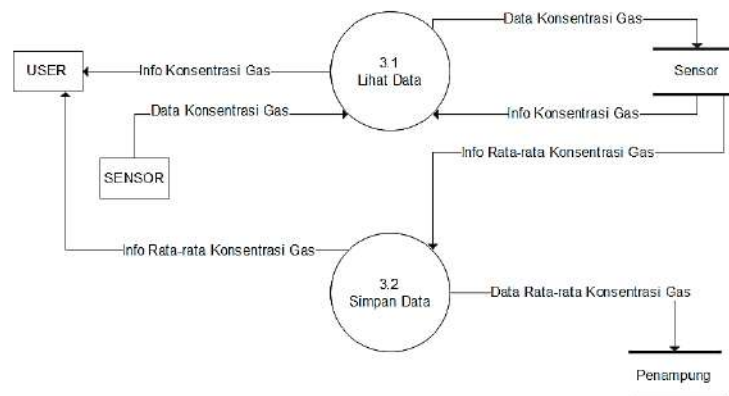 Data Konsentrasi Gas
3.1
Lihat Data
USER
Info Konsentrasi Gas
Sensor
Data Konsentrasi Gas
Info Konsentrasi Gas
Info Rata-rata Konsentrasi Gas
SENSOR
Info Rata-rata Konsentrasi Gas
3.2
Simpan Data
Data Rata-rata Konsentrasi Gas
Penampung